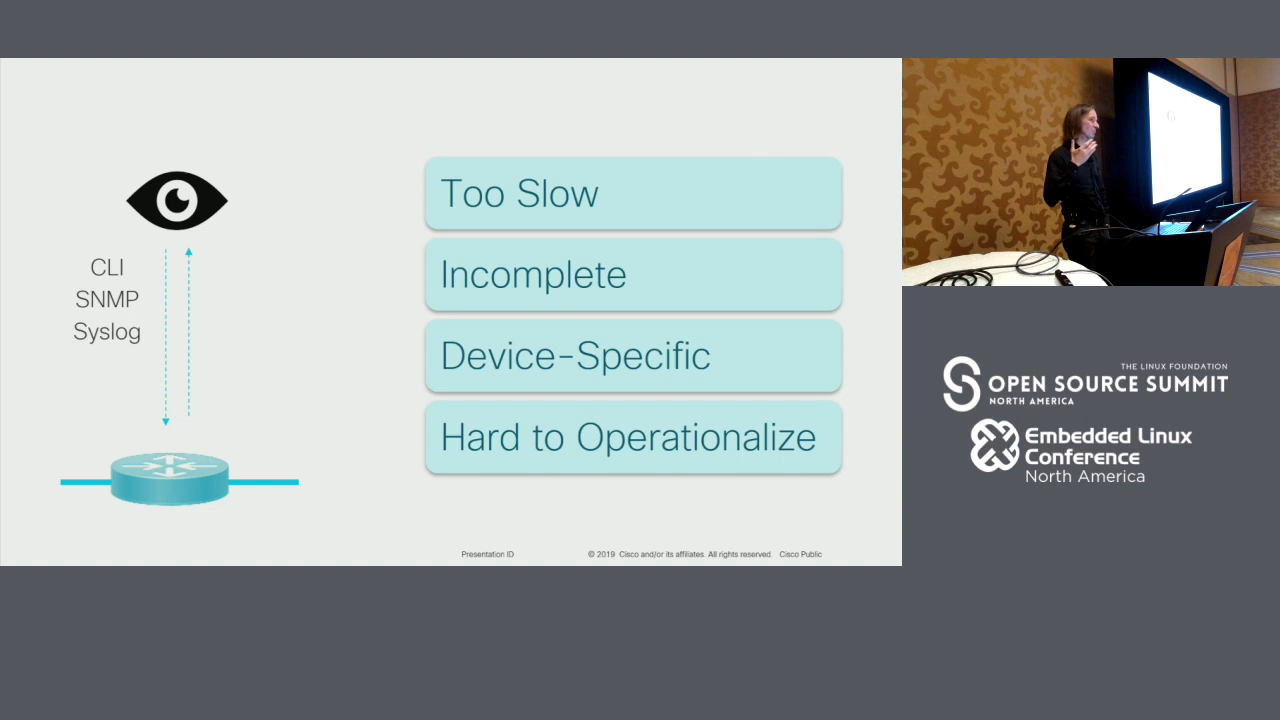 CLI
SNMP
Syslog
Too Slow
Incomplete
Device-Specific
Hard to Operationalize
Presentation ID
© 2019 Cisco and/or its affiliates. All rights reserved. Cisco Public
THE LINUX FOUNDATION
OPEN SOURCE SUMMIT
NORTH AMERICA
Embedded Linux
Conference
North America